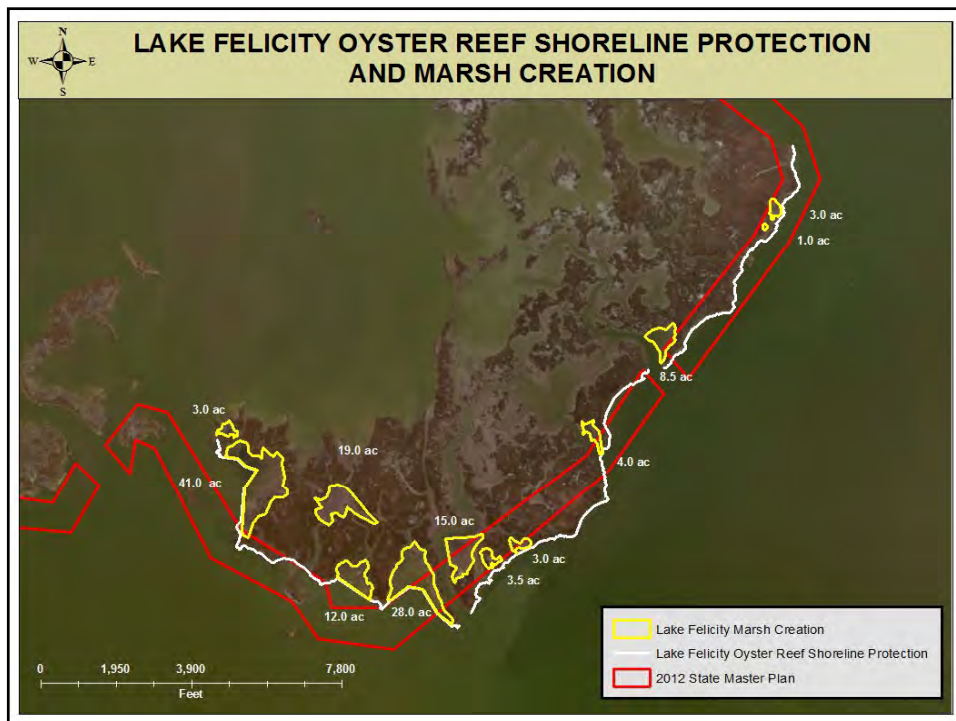 N
W E
S
LAKE FELICITY OYSTER REEF SHORELINE PROTECTION
AND MARSH CREATION
3.0 ac
1.0 ac
8.5 ac
3.0 ac
19.0 ac
4.0 ac
41.0 ac
15.0 ac
3.0 ac
3.5 ac
12.0 ac
28.0 ac
0 1,950 3,900 7,800
Feet
Lake Felicity Marsh Creation
Lake Felicity Oyster Reef Shoreline Protection
2012 State Master Plan